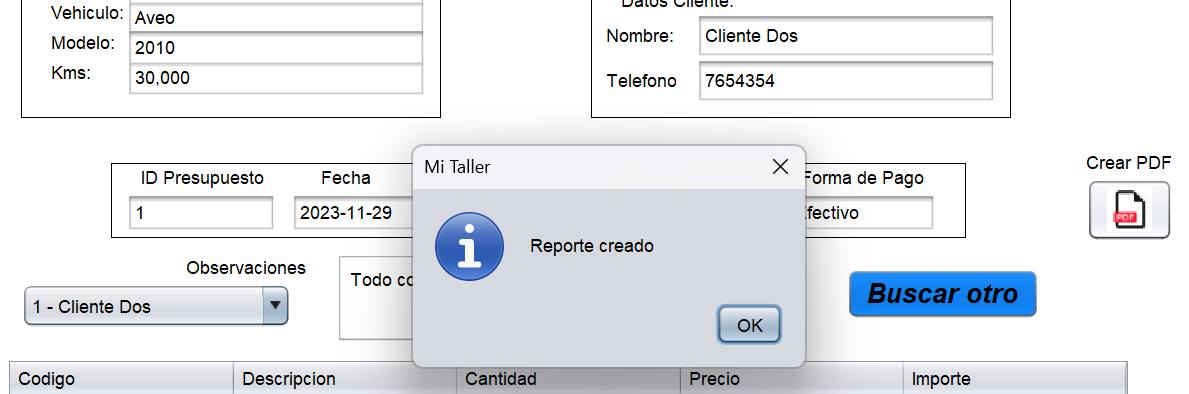 Vehiculo: Aveo
Modelo: 2010
Kms: 30,000
Datos Cliente:
Nombre: Cliente Dos
Telefono 7654354
Mi Taller
Reporte creado
OK
ID Presupuesto Fecha Forma de Pago
1 2023-11-29
Crear PDF
PDF
Observaciones
Todo
1 - Cliente Dos
Buscar otro
Codigo Descripcion Cantidad Precio Importe